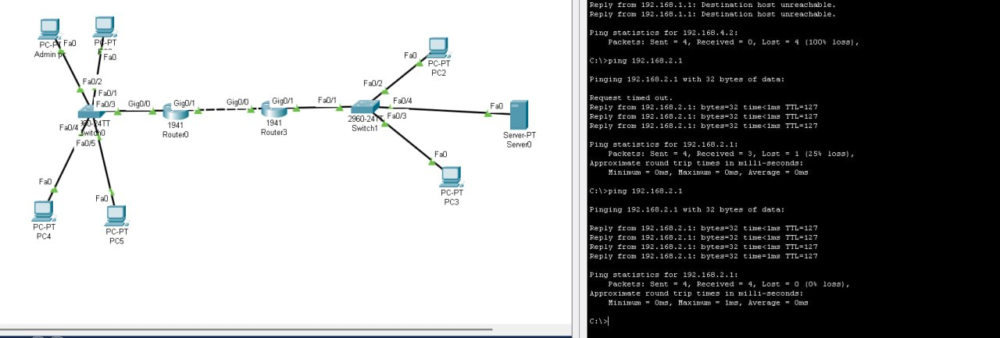 PC-PT
Admin pc
Fa0
PC-PT
Fa0
Fa0/2
Fa0/1
Fa0/3
Fa0/4
Fa0/5
Switch0
Gig0/0
Gig0/1
1941
Router0
Gig0/0
Gig0/1
1941
Router3
Fa0/1
Fa0/2
Fa0/4
Fa0/3
Switch1
Fa0
PC-PT
PC2
Fa0
Server-PT
Server0
Fa0
PC-PT
PC3
Fa0
PC-PT
PC4
Fa0
PC-PT
PC5
Reply from 192.168.1.1: Destination host unreachable.
Reply from 192.168.1.1: Destination host unreachable.
Ping statistics for 192.168.4.2:
Packets: Sent = 4, Received = 0, Lost = 4 (100% loss),
C:\>ping 192.168.2.1
Pinging 192.168.2.1 with 32 bytes of data:
Request timed out.
Reply from 192.168.2.1: bytes=32 time<1ms TTL=127
Reply from 192.168.2.1: bytes=32 time<1ms TTL=127
Reply from 192.168.2.1: bytes=32 time<1ms TTL=127
Ping statistics for 192.168.2.1:
Packets: Sent = 4, Received = 3, Lost = 1 (25% loss),
Approximate round trip times in milli-seconds:
Minimum = 0ms, Maximum = 0ms, Average = 0ms
C:\>ping 192.168.2.1
Pinging 192.168.2.1 with 32 bytes of data:
Reply from 192.168.2.1: bytes=32 time<1ms TTL=127
Reply from 192.168.2.1: bytes=32 time<1ms TTL=127
Reply from 192.168.2.1: bytes=32 time<1ms TTL=127
Reply from 192.168.2.1: bytes=32 time=1ms TTL=127
Ping statistics for 192.168.2.1:
Packets: Sent = 4, Received = 4, Lost = 0 (0% loss),
Approximate round trip times in milli-seconds:
Minimum = 0ms, Maximum = 1ms, Average = 0ms
C:\>